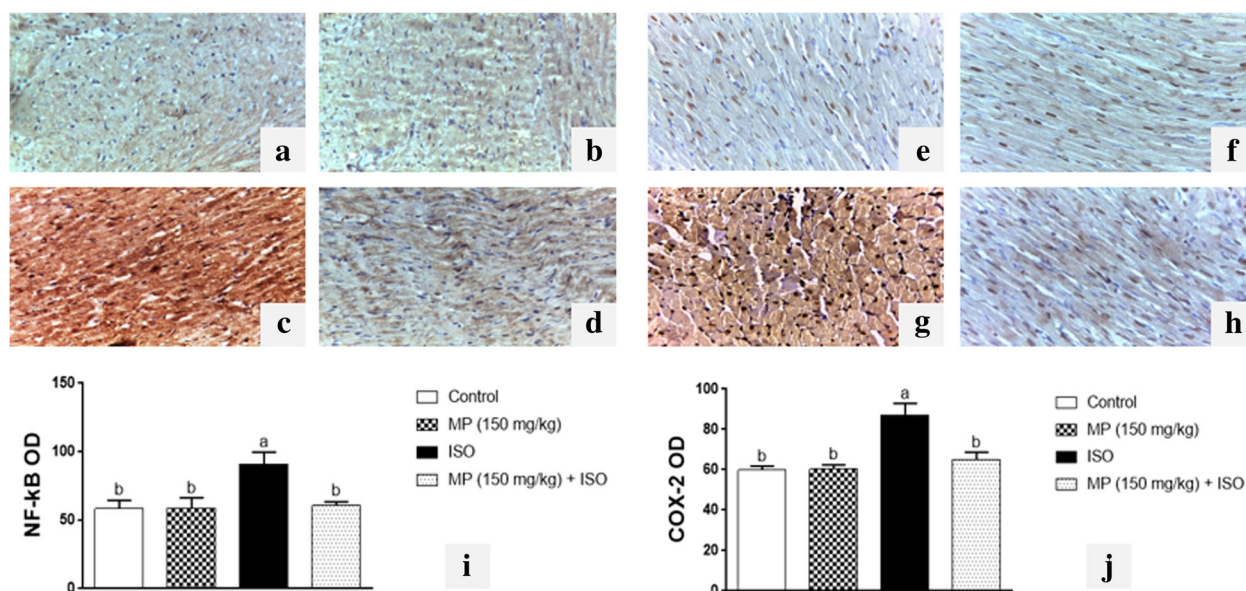 a
b
e
f
c
d
g
h
150
100
50
0
NF-kB OD
b
b
a
b
Control
MP (150 mg/kg)
ISO
MP (150 mg/kg) + ISO
i
100
80
60
40
20
0
COX-2 OD
b
b
a
b
Control
MP (150 mg/kg)
ISO
MP (150 mg/kg) + ISO
j